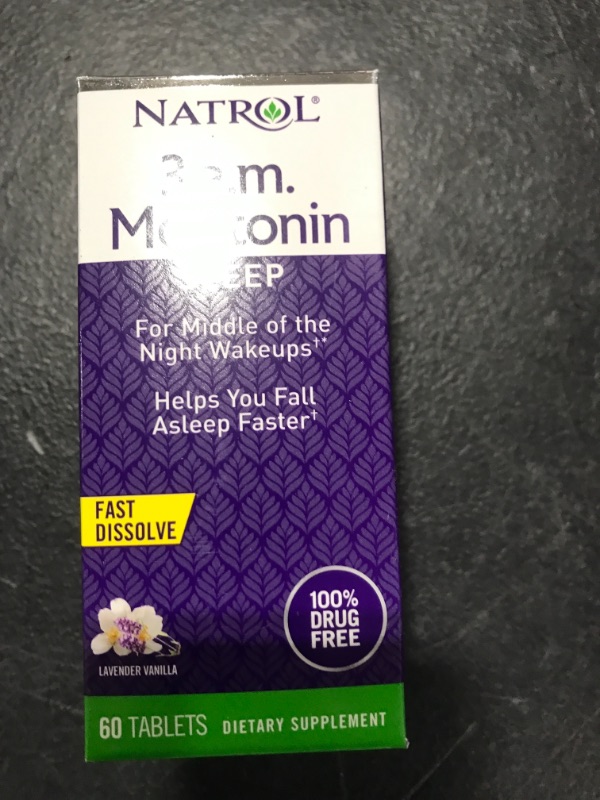 NATROL®
m.
Melatonin
For Middle of the
Night Wakeups†*
Helps You Fall
Asleep Faster†
FAST
DISSOLVE
100%
DRUG
FREE
LAVENDER VANILLA
60 TABLETS DIETARY SUPPLEMENT